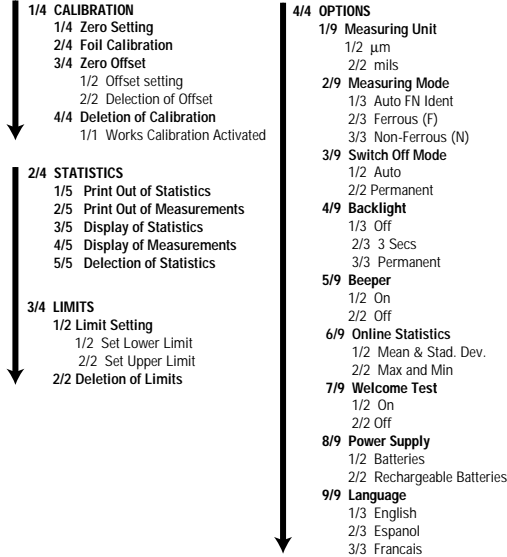 1/4 CALIBRATION
1/4 Zero Setting
2/4 Foil Calibration
3/4 Zero Offset
1/2 Offset setting
2/2 Delection of Offset
4/4 Deletion of Calibration
1/1 Works Calibration Activated
2/4 STATISTICS
1/5 Print Out of Statistics
2/5 Print Out of Measurements
3/5 Display of Statistics
4/5 Display of Measurements
5/5 Delection of Statistics
3/4 LIMITS
1/2 Limit Setting
1/2 Set Lower Limit
2/2 Set Upper Limit
2/2 Deletion of Limits
4/4 OPTIONS
1/9 Measuring Unit
1/2 µm
2/2 mils
2/9 Measuring Mode
1/3 Auto FN Ident
2/3 Ferrous (F)
3/3 Non-Ferrous (N)
3/9 Switch Off Mode
1/2 Auto
2/2 Permanent
4/9 Backlight
1/3 Off
2/3 3 Secs
3/3 Permanent
5/9 Beeper
1/2 On
2/2 Off
6/9 Online Statistics
1/2 Mean & Stad. Dev.
2/2 Max and Min
7/9 Welcome Test
1/2 On
2/2 Off
8/9 Power Supply
1/2 Batteries
2/2 Rechargeable Batteries
9/9 Language
1/3 English
2/3 Espanol
3/3 Francais